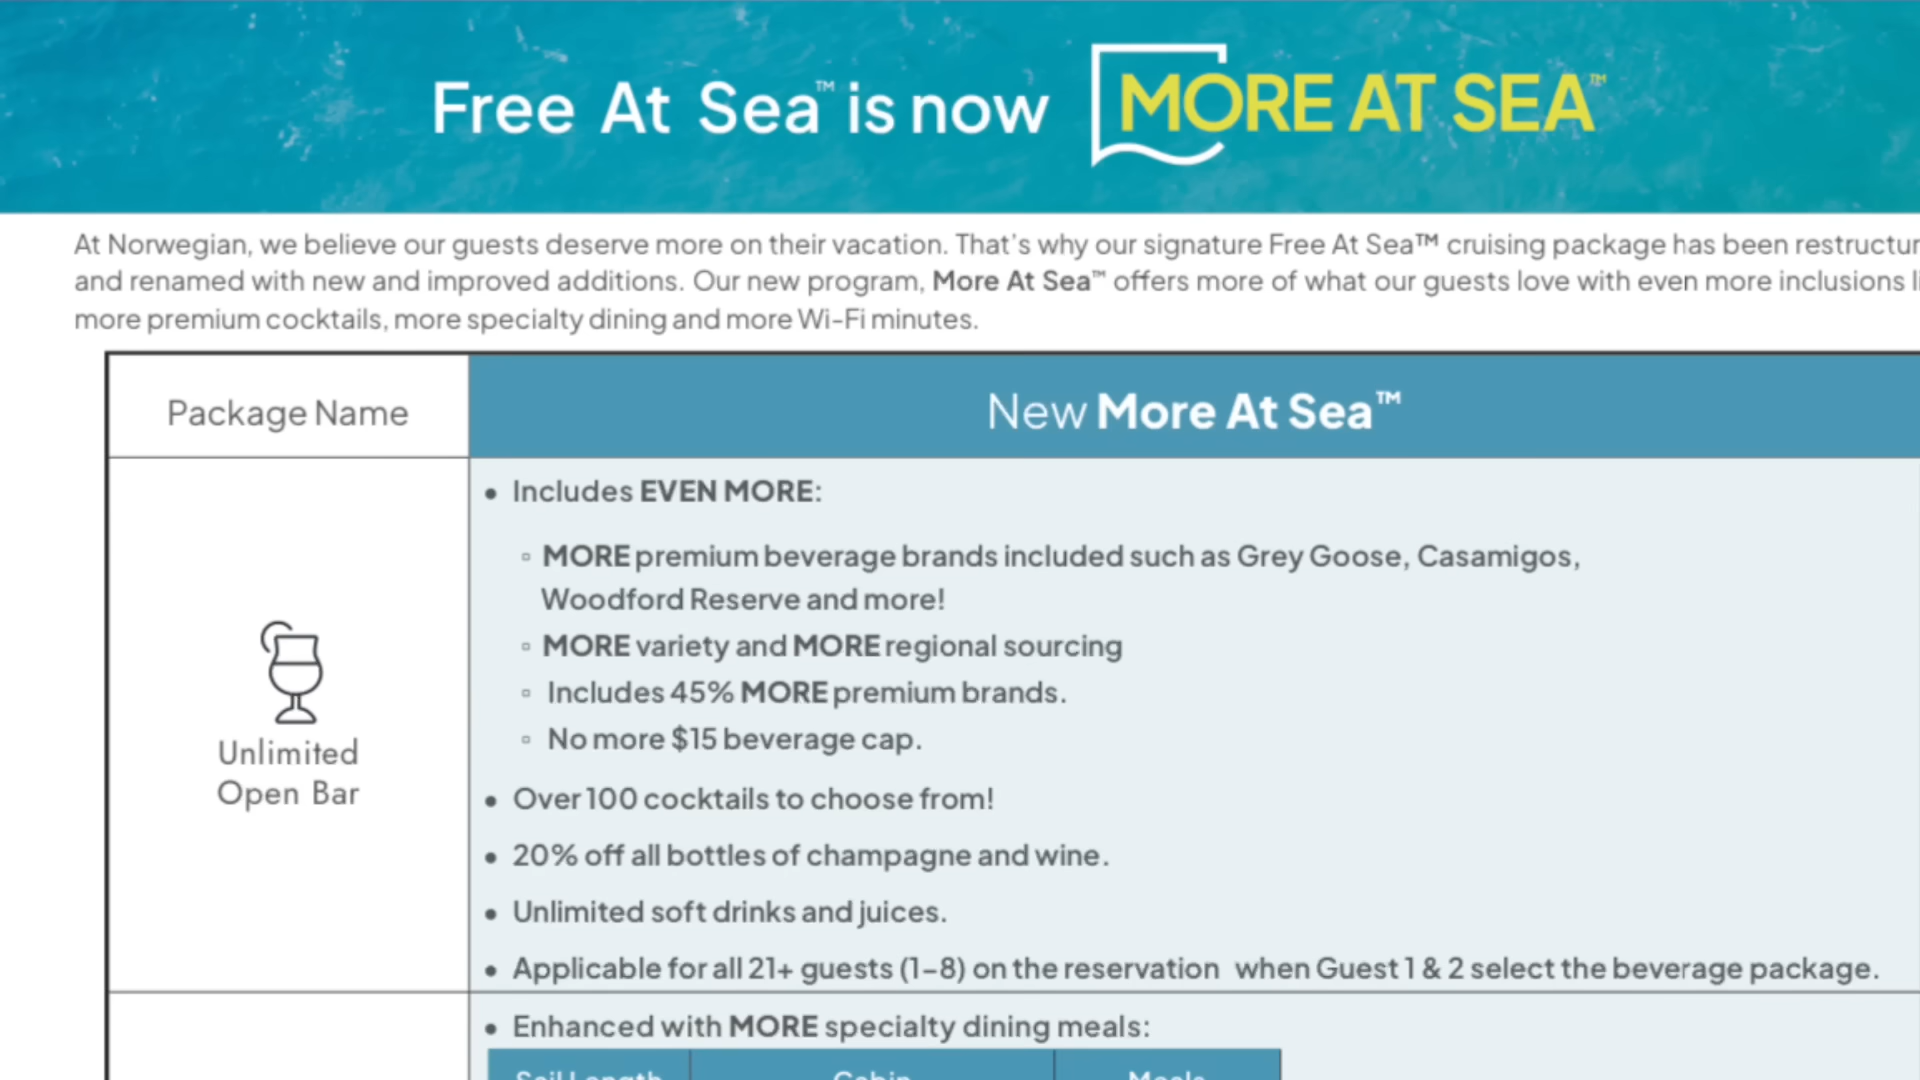 Free At Sea™ is now MORE AT SEA™
At Norwegian, we believe our guests deserve more on their vacation. That's why our signature Free At Sea™ cruising package has been
and renamed with new and improved additions. Our new program, More At Sea™ offers more of what our guests love with even more inclusions
more premium cocktails, more specialty dining and more Wi-Fi minutes.
Package Name
New More At Sea™
Unlimited
Open Bar
• Includes EVEN MORE:
▫ MORE premium beverage brands included such as Grey Goose, Casamigos,
Woodford Reserve and more!
▫ MORE variety and MORE regional sourcing
▫ Includes 45% MORE premium brands.
▫ No more $15 beverage cap.
• Over 100 cocktails to choose from!
• 20% off all bottles of champagne and wine.
• Unlimited soft drinks and juices.
• Applicable for all 21+ guests (1-8) on the reservation when Guest 1 & 2 select the beverage package.
• Enhanced with MORE specialty dining meals:
Sail Length Cabin Meals